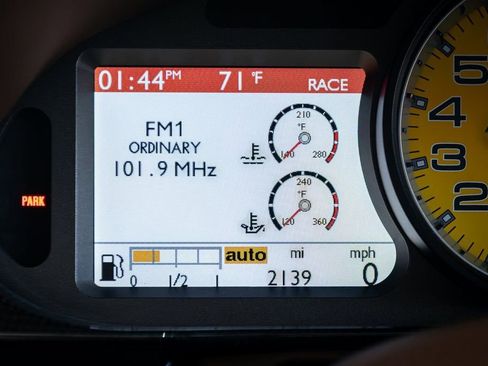 01:44PM 71 °F RACE
FM1
ORDINARY
101.9 MHz
210
°F
140 280
240
°F
120 360
PARK
auto mi mph
0 1/2 1 2139 0
5
4
3
2